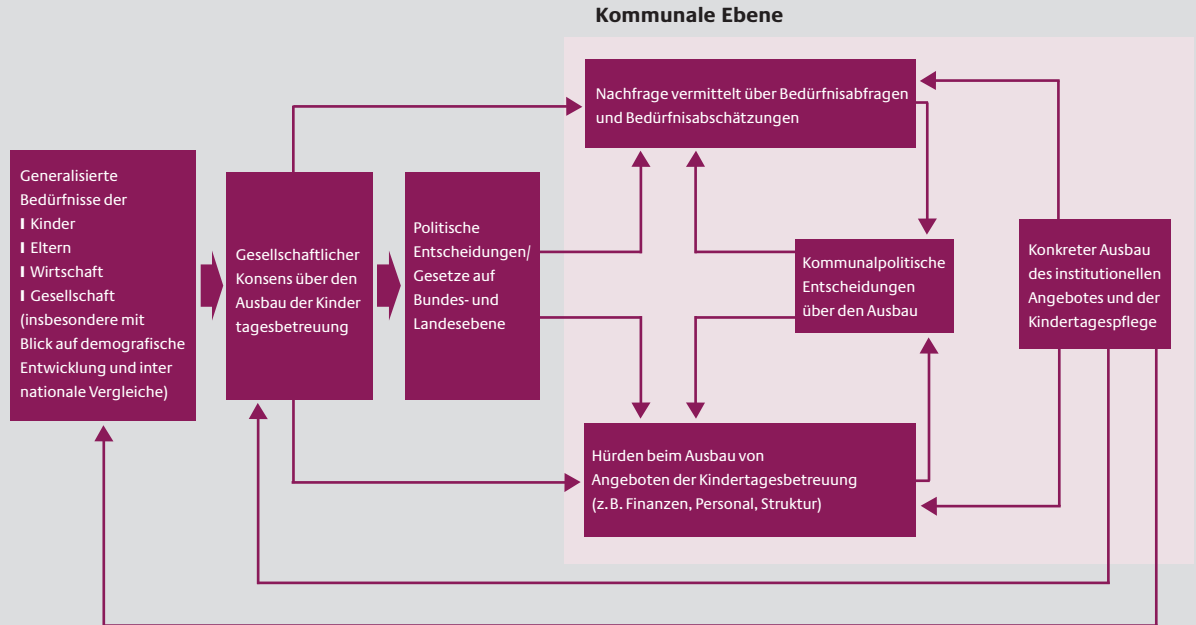 Kommunale Ebene
Nachfrage vermittelt über Bedürfnisabfragen
und Bedürfnisabschätzungen
Generalisierte
Bedürfnisse der
I Kinder
I Eltern
I Wirtschaft
I Gesellschaft
(insbesondere mit
Blick auf demografische
Entwicklung und inter
nationale Vergleiche)
Gesellschaftlicher
Konsens über den
Ausbau der Kinder
tagesbetreuung
Politische
Entscheidungen/
Gesetze auf
Bundes- und
Landesebene
Kommunalpolitische
Entscheidungen
über den Ausbau
Konkreter Ausbau
des institutionellen
Angebotes und der
Kindertagespflege
Hürden beim Ausbau von
Angeboten der Kindertagesbetreuung
(z. B. Finanzen, Personal, Struktur)